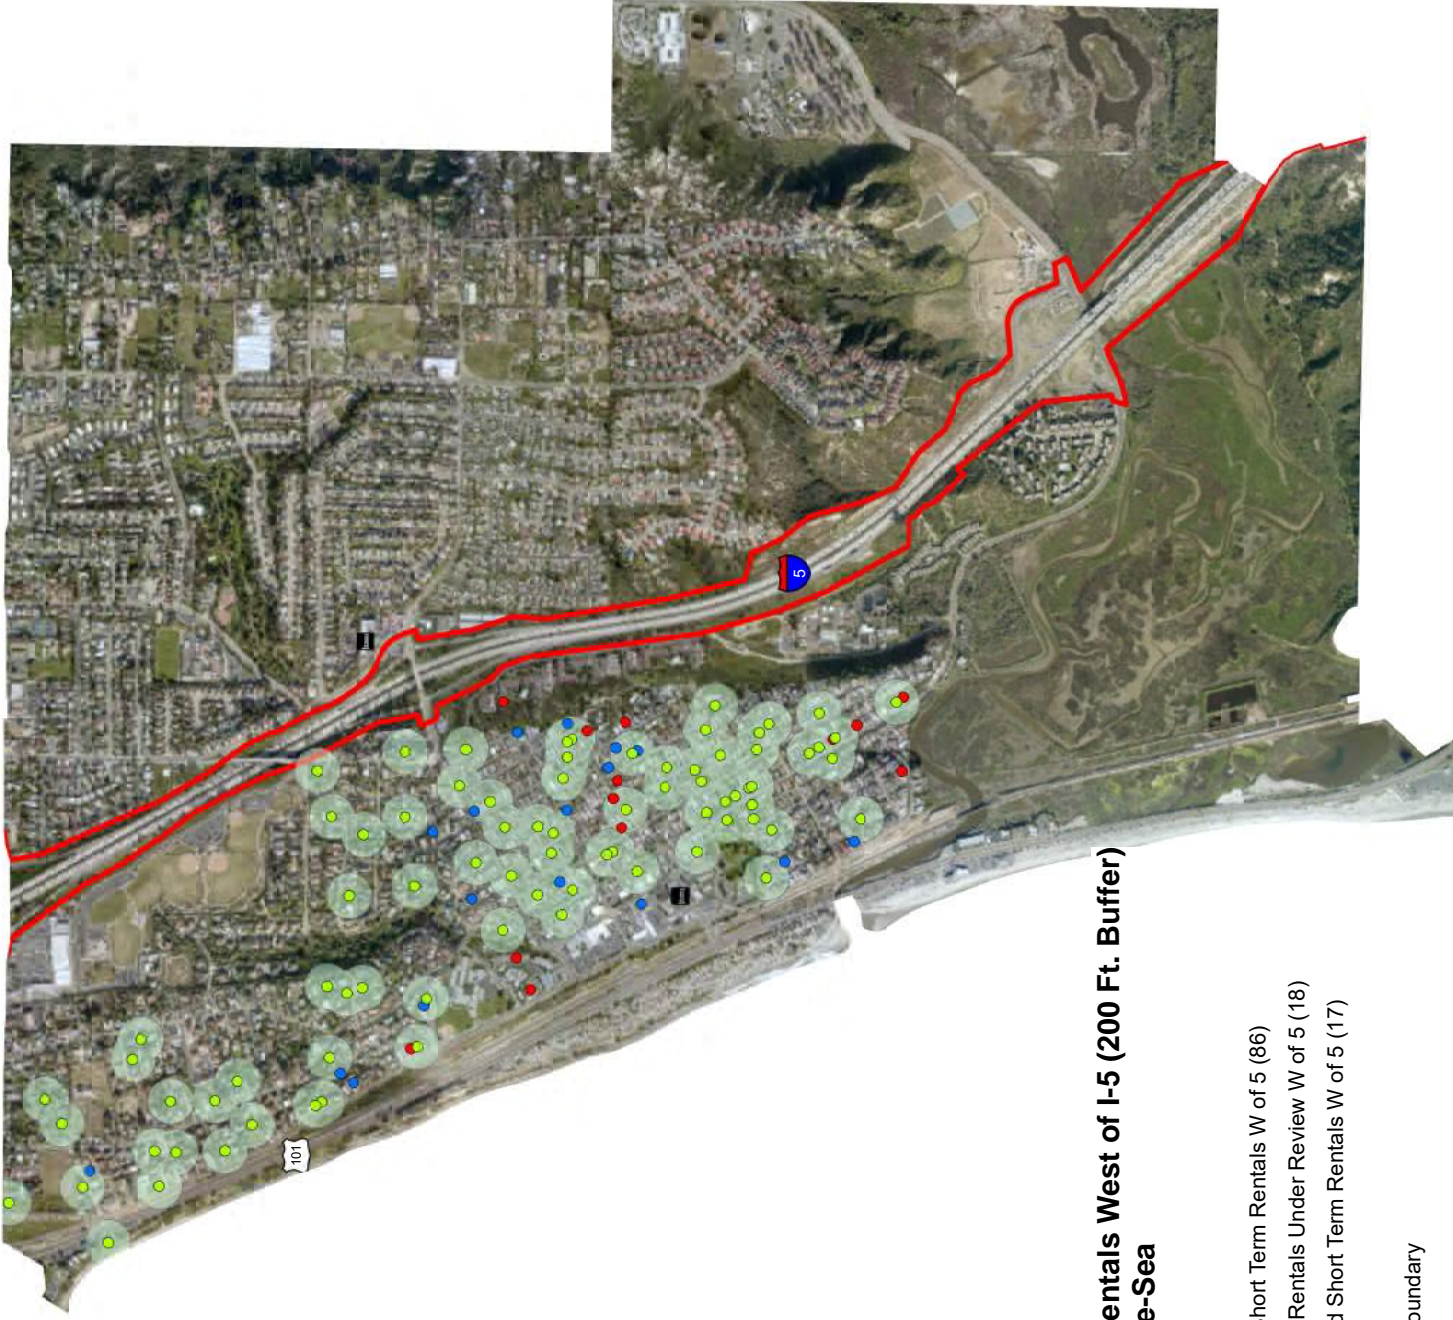 entals West of I-5 (200 Ft. Buffer)
e-Sea
hort Term Rentals W of 5 (86)
Rentals Under Review W of 5 (18)
d Short Term Rentals W of 5 (17)
oundary
5
101